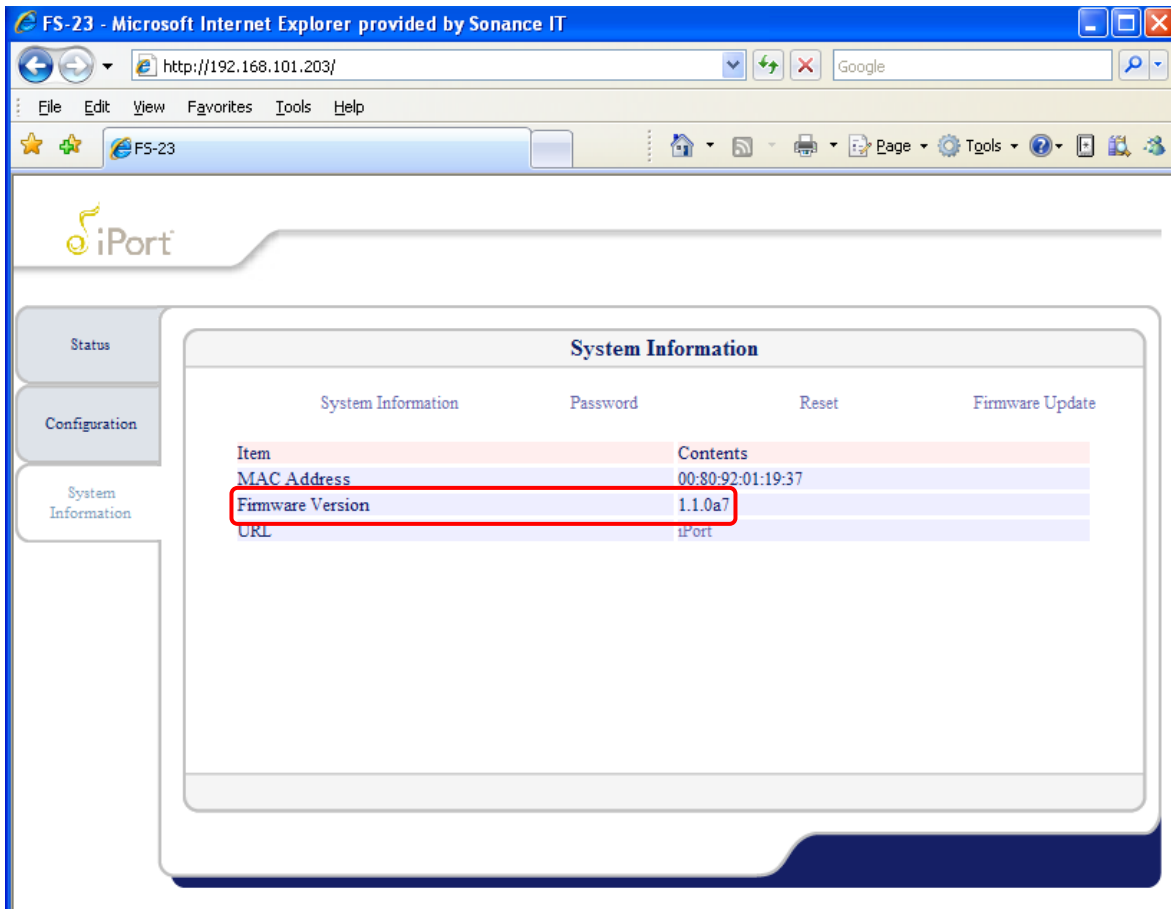 FS-23 - Microsoft Internet Explorer provided by Sonance IT
http://192.168.101.203/
Google
File Edit View Favorites Tools Help
FS-23
Page Tools
iPort
Status
Configuration
System
Information
System Information
System Information Password Reset Firmware Update
Item Contents
MAC Address 00:80:92:01:19:37
Firmware Version 1.1.0a7
URL iPort